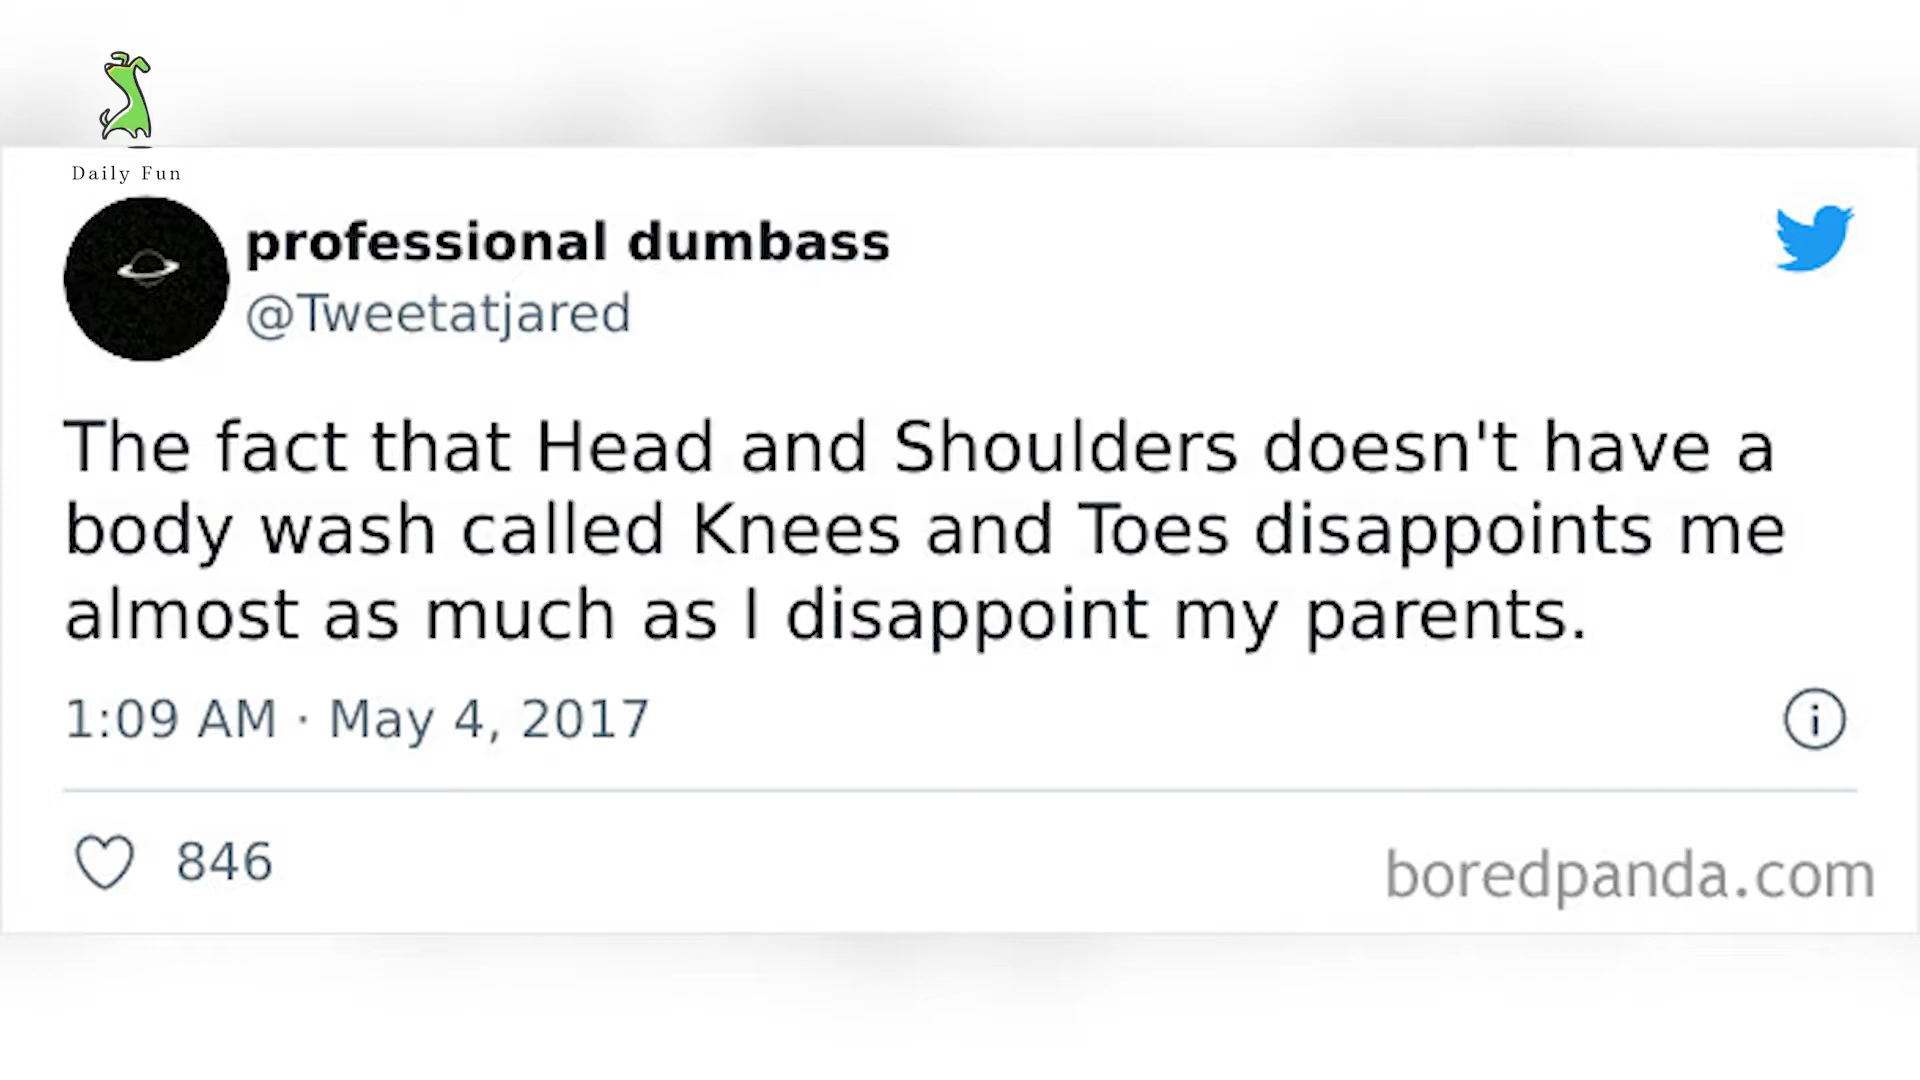 Daily Fun
professional dumbass
@Tweetatjared
The fact that Head and Shoulders doesn't have a
body wash called Knees and Toes disappoints me
almost as much as I disappoint my parents.
1:09 AM · May 4, 2017
846
boredpanda.com